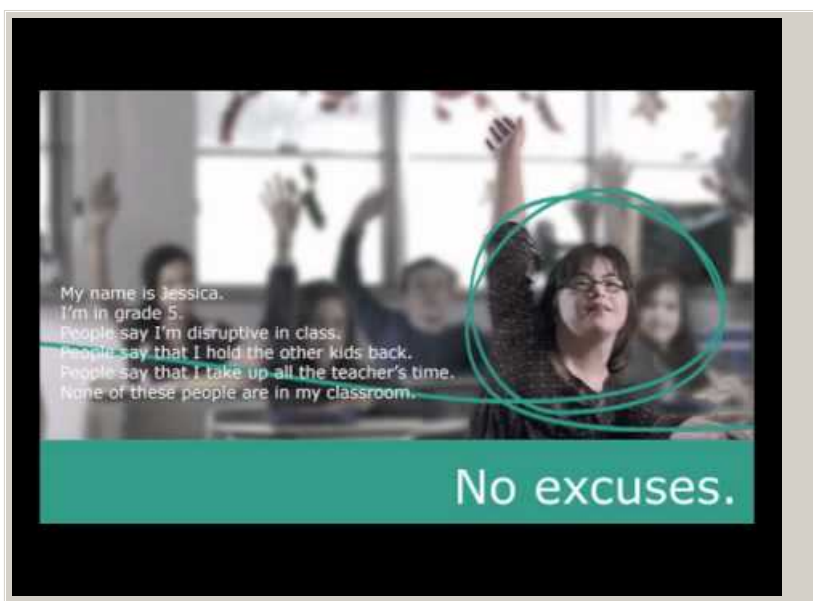 My name is Jessica.
I'm in grade 5.
People say I'm disruptive in class.
People say that I hold the other kids back.
People say that I take up all the teacher's time.
None of these people are in my classroom.
No excuses.